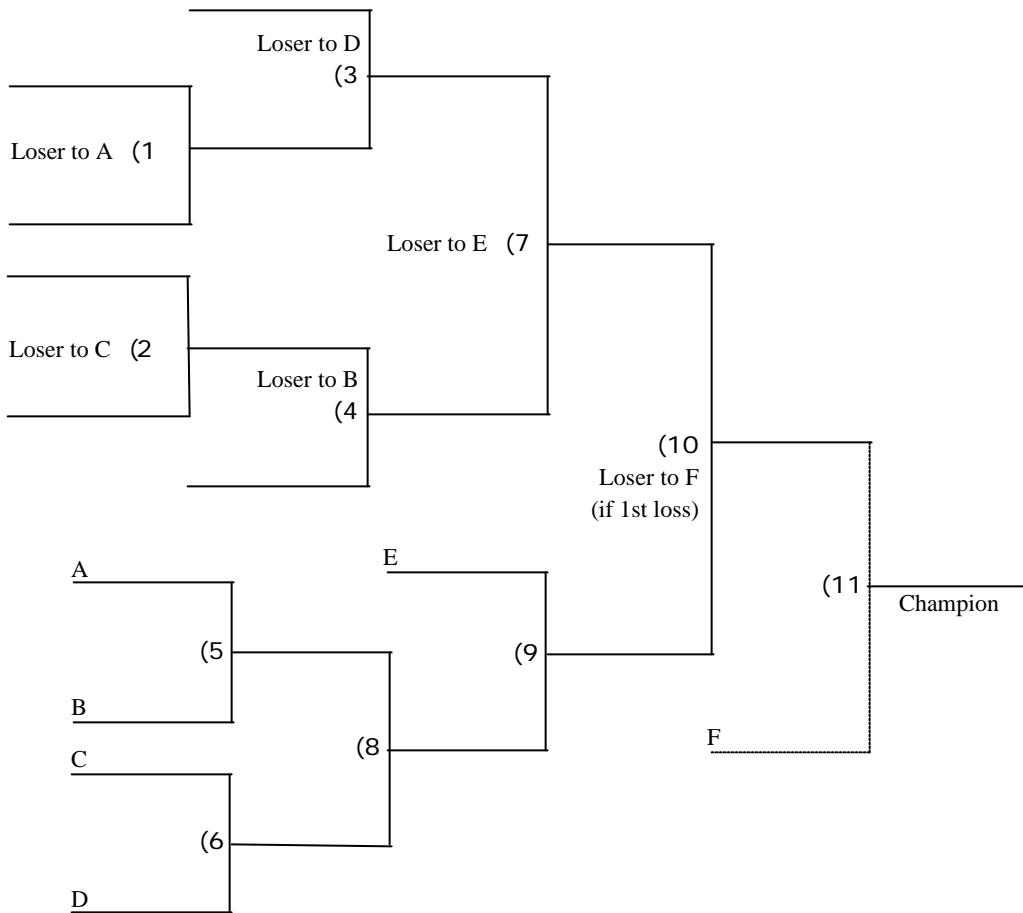 Loser to D
(3
Loser to A (1
Loser to E (7
Loser to C (2
Loser to B
(4
(10
Loser to F
(if 1st loss)
A
E
(11
Champion
(5
(9
B
F
(8
C
(6
D